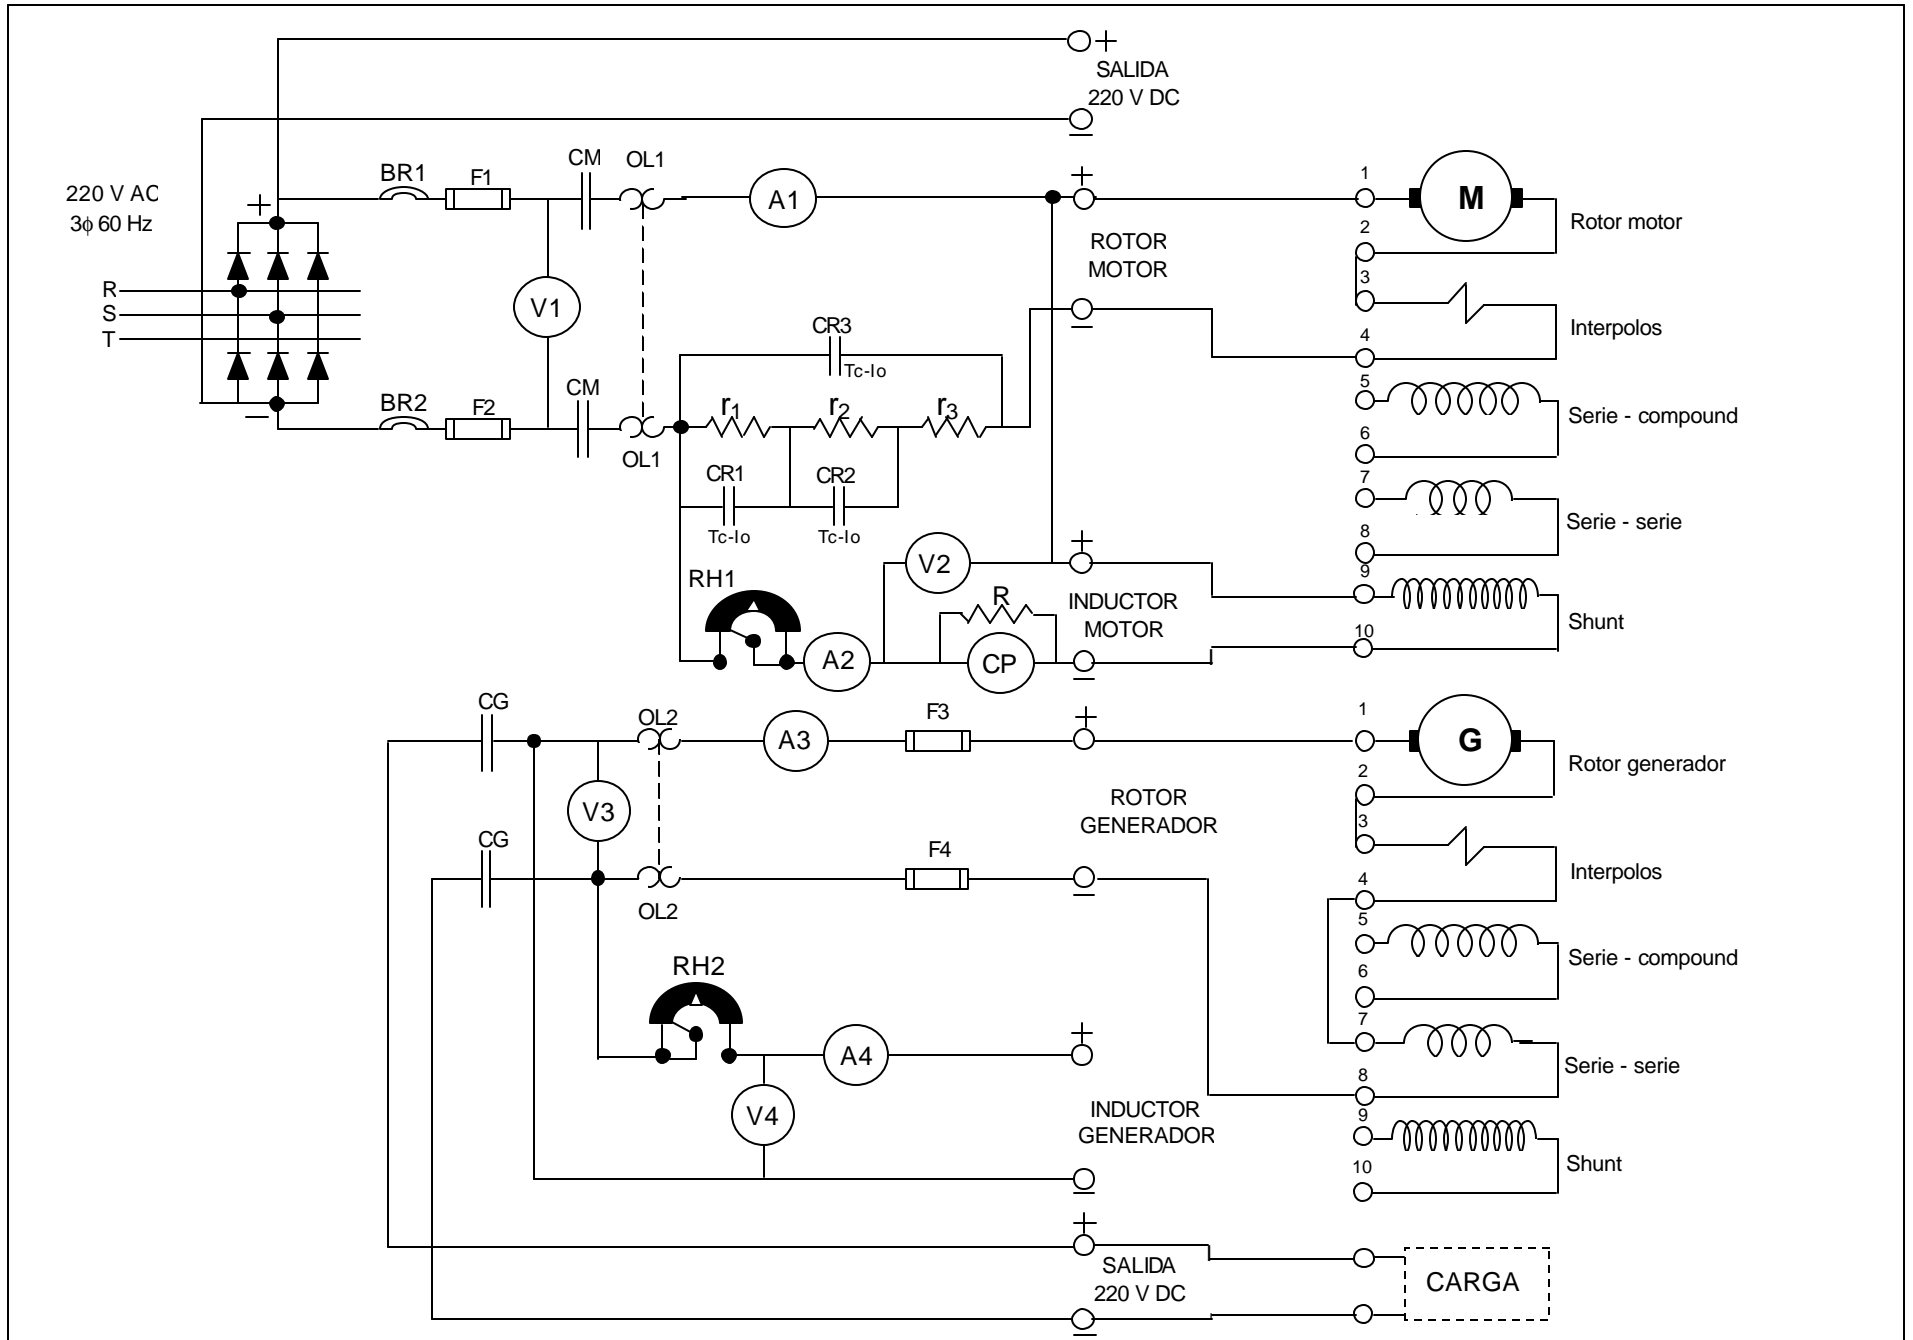 +
SALIDA
220 V DC
−
220 V AC
3ϕ 60 Hz
+
R
S
T
−
BR1
F1
CM
OL1
A1
+
V1
BR2
F2
CM
OL1
CR3
Tc-Io
r1
r2
r3
CR1
Tc-Io
CR2
Tc-Io
ROTOR
MOTOR
−
RH1
A2
V2
R
CP
+
INDUCTOR
MOTOR
−
1
M
Rotor motor
2
3
Interpolos
4
5
Serie - compound
6
7
Serie - serie
8
9
Shunt
10
CG
OL2
A3
F3
+
V3
CG
OL2
F4
ROTOR
GENERADOR
−
RH2
A4
V4
+
INDUCTOR
GENERADOR
−
1
G
Rotor generador
2
3
Interpolos
4
5
Serie - compound
6
7
Serie - serie
8
9
Shunt
10
+
SALIDA
220 V DC
−
CARGA